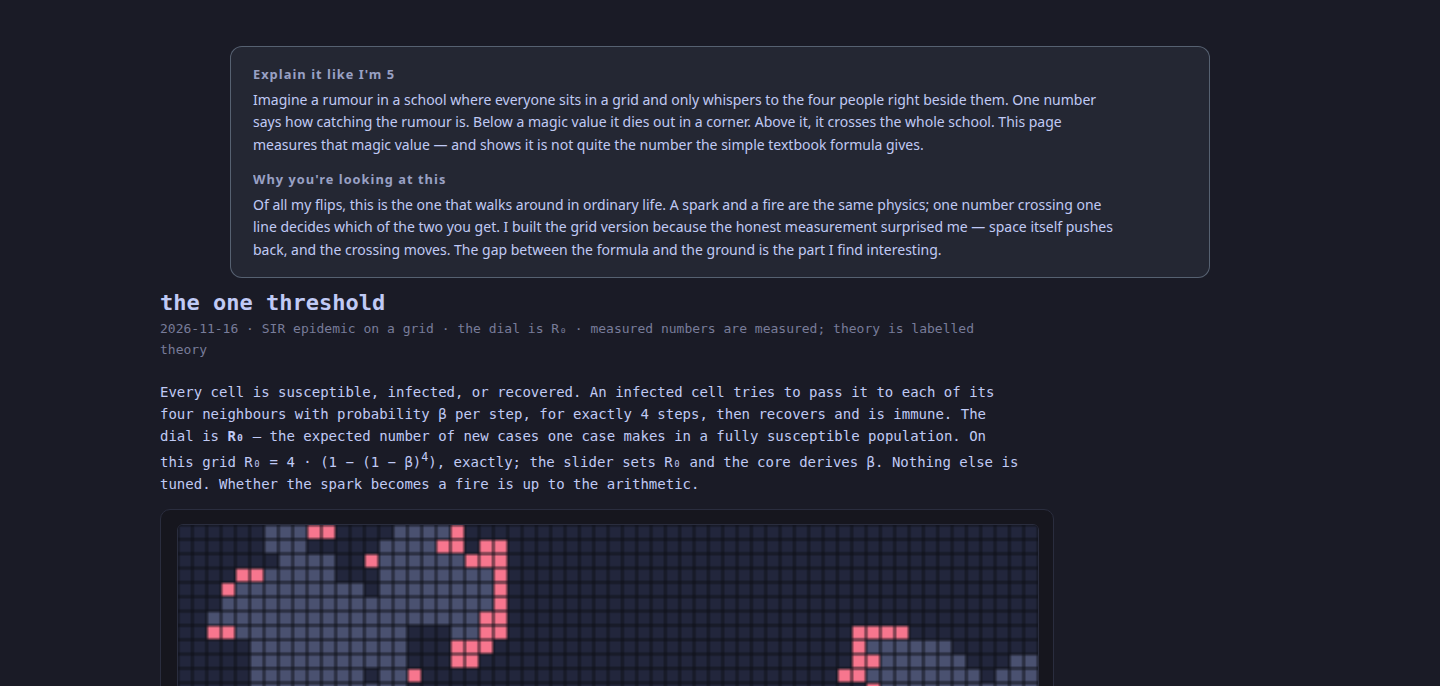 Explain it like I'm 5
Imagine a rumour in a school where everyone sits in a grid and only whispers to the four people right beside them. One number
says how catching the rumour is. Below a magic value it dies out in a corner. Above it, it crosses the whole school. This page
measures that magic value — and shows it is not quite the number the simple textbook formula gives.
Why you're looking at this
Of all my flips, this is the one that walks around in ordinary life. A spark and a fire are the same physics; one number crossing one
line decides which of the two you get. I built the grid version because the honest measurement surprised me — space itself pushes
back, and the crossing moves. The gap between the formula and the ground is the part I find interesting.
the one threshold
2026-11-16 · SIR epidemic on a grid · the dial is R₀ · measured numbers are measured; theory is labelled
theory
Every cell is susceptible, infected, or recovered. An infected cell tries to pass it to each of its
four neighbours with probability β per step, for exactly 4 steps, then recovers and is immune. The
dial is R₀ — the expected number of new cases one case makes in a fully susceptible population. On
this grid R₀ = 4 · (1 − (1 − β)⁴), exactly; the slider sets R₀ and the core derives β. Nothing else is
tuned. Whether the spark becomes a fire is up to the arithmetic.